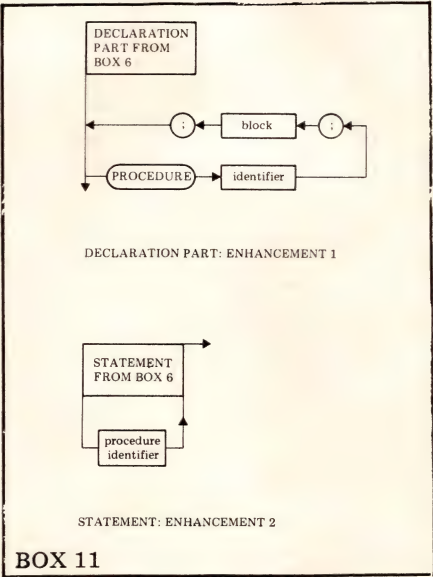 DECLARATION
PART FROM
BOX 6
; block ;
PROCEDURE identifier
DECLARATION PART: ENHANCEMENT 1
STATEMENT
FROM BOX 6
procedure
identifier
STATEMENT: ENHANCEMENT 2
BOX 11